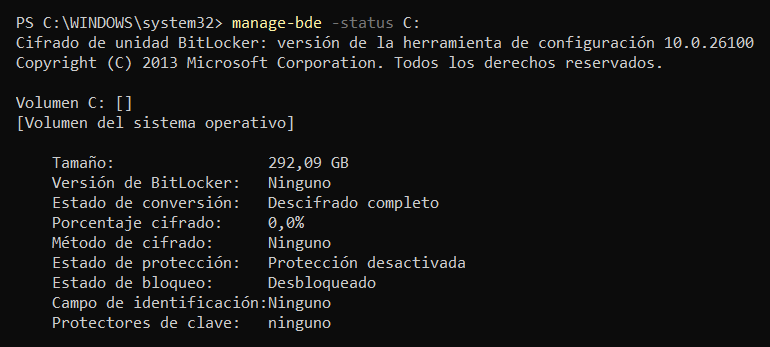 PS C:\WINDOWS\system32> manage-bde -status C:
Cifrado de unidad BitLocker: versión de la herramienta de configuración 10.0.26100
Copyright (C) 2013 Microsoft Corporation. Todos los derechos reservados.

Volumen C: []
[Volumen del sistema operativo]

    Tamaño:                 292,09 GB
    Versión de BitLocker:   Ninguno
    Estado de conversión:   Descifrado completo
    Porcentaje cifrado:     0,0%
    Método de cifrado:      Ninguno
    Estado de protección:   Protección desactivada
    Estado de bloqueo:      Desbloqueado
    Campo de identificación:Ninguno
    Protectores de clave:   ninguno